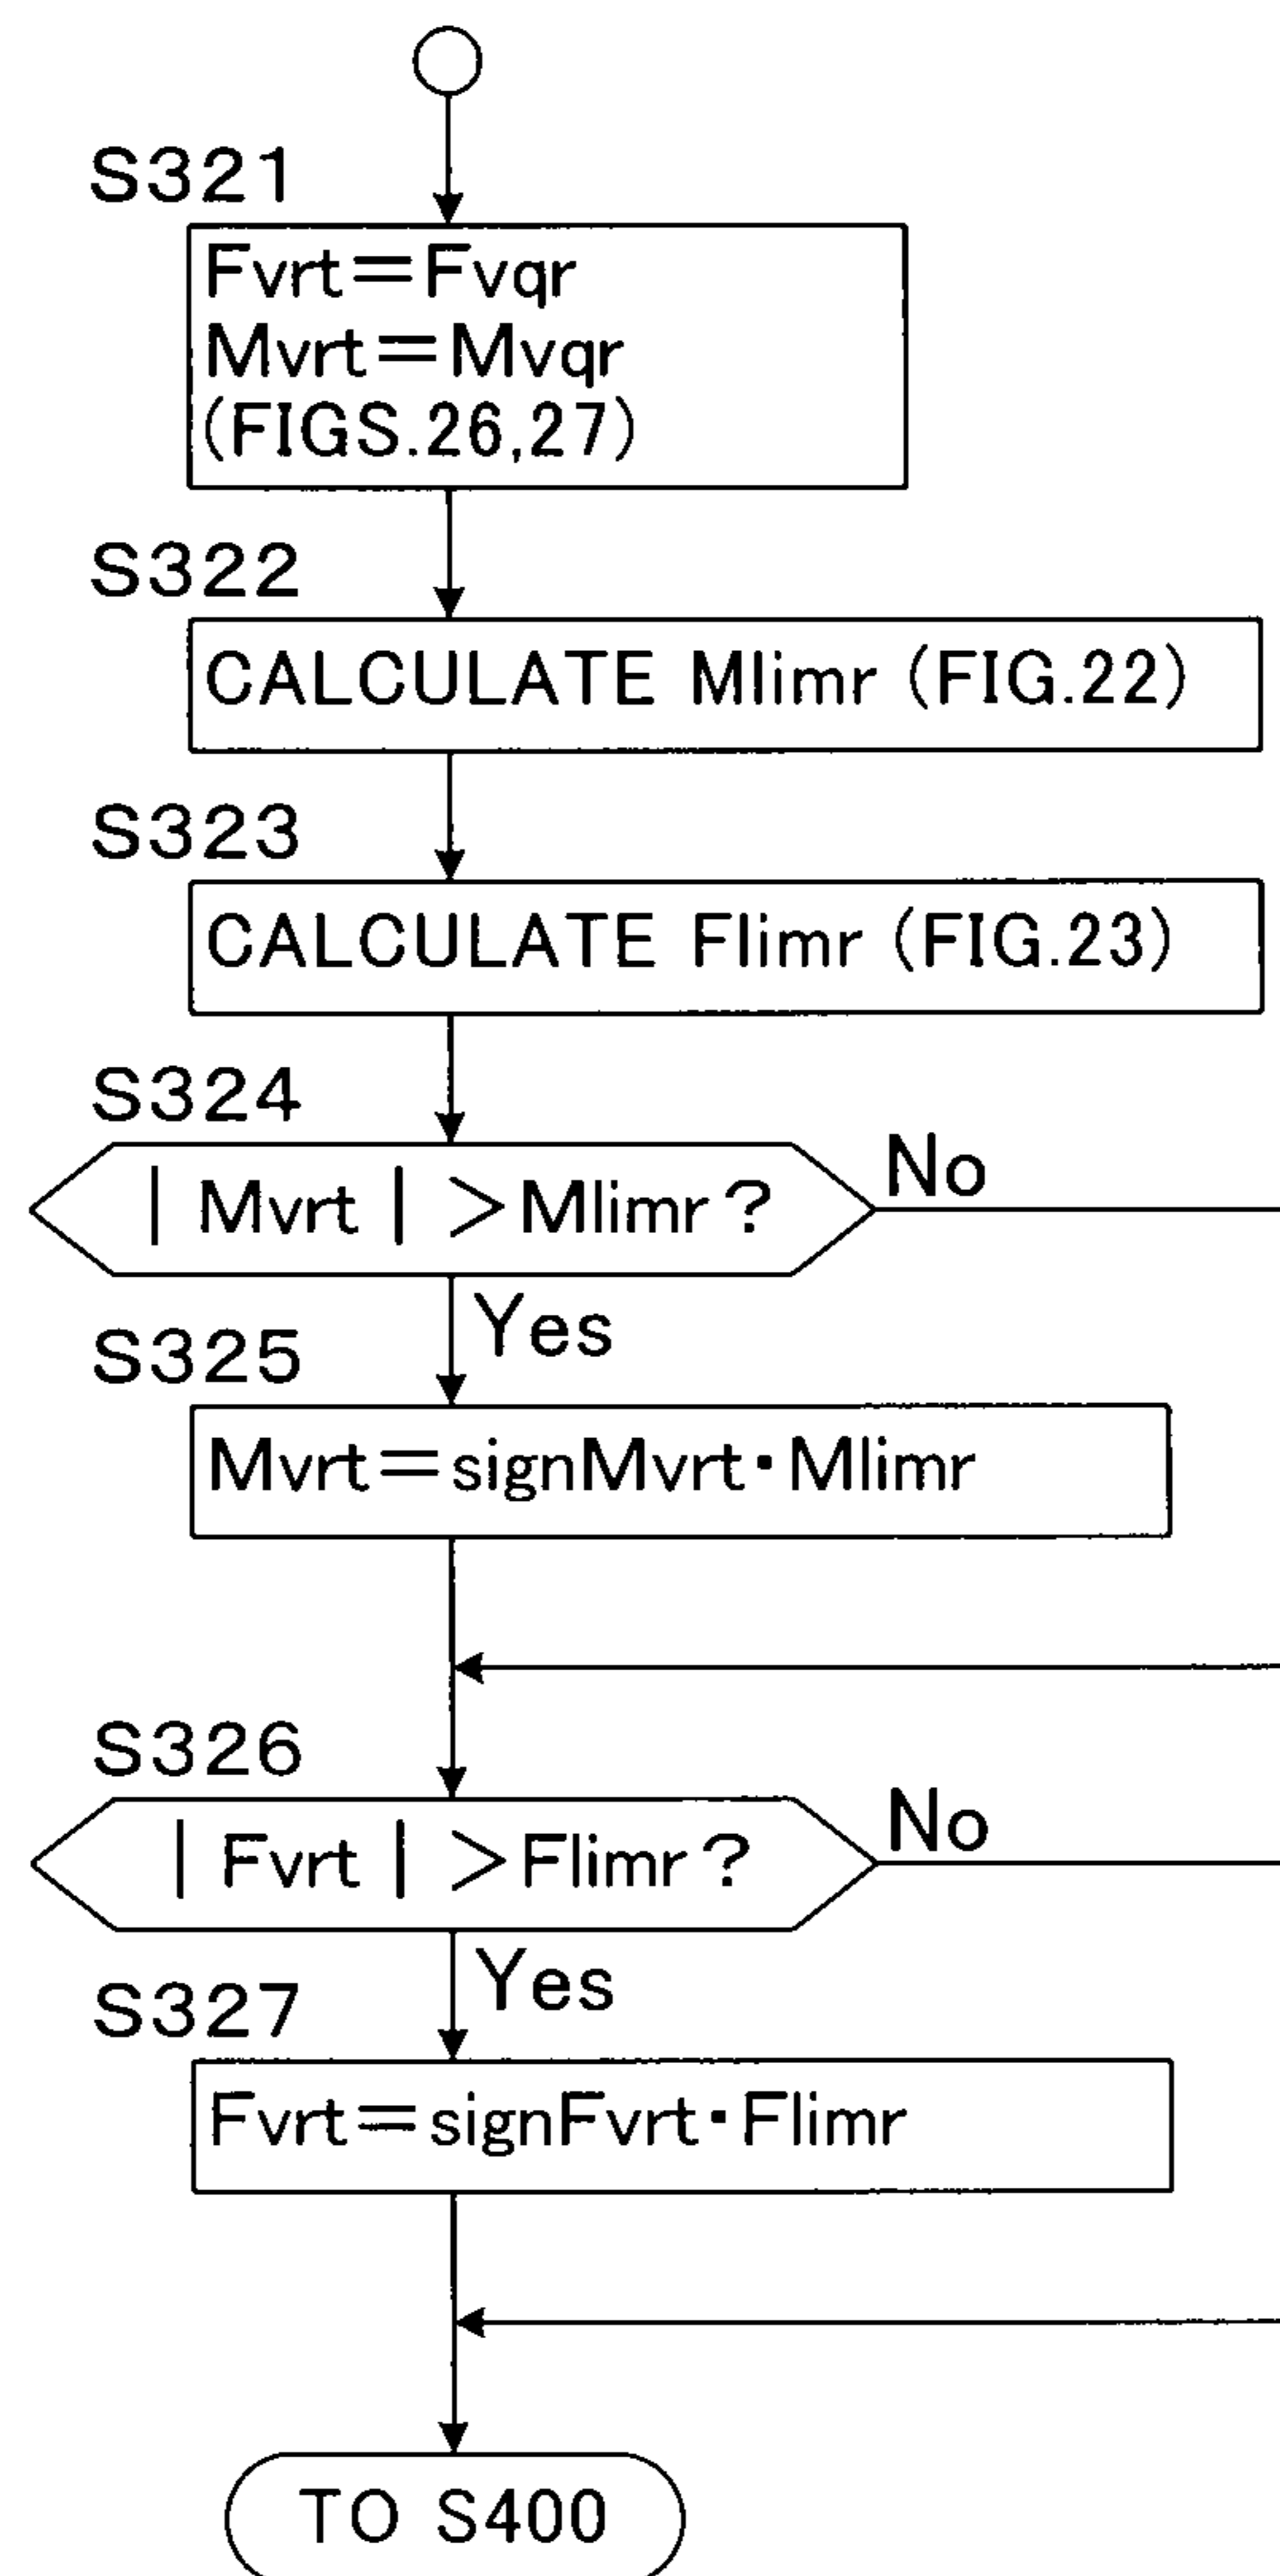 S321
Fvrt=Fvqr
Mvrt=Mvqr
(FIGS.26,27)
S322
CALCULATE Mlimr (FIG.22)
S323
CALCULATE Flimr (FIG.23)
S324
| Mvrt | >Mlimr?
No
Yes
S325
Mvrt=signMvrt·Mlimr
S326
| Fvrt | >Flimr?
No
Yes
S327
Fvrt=signFvrt·Flimr
TO S400